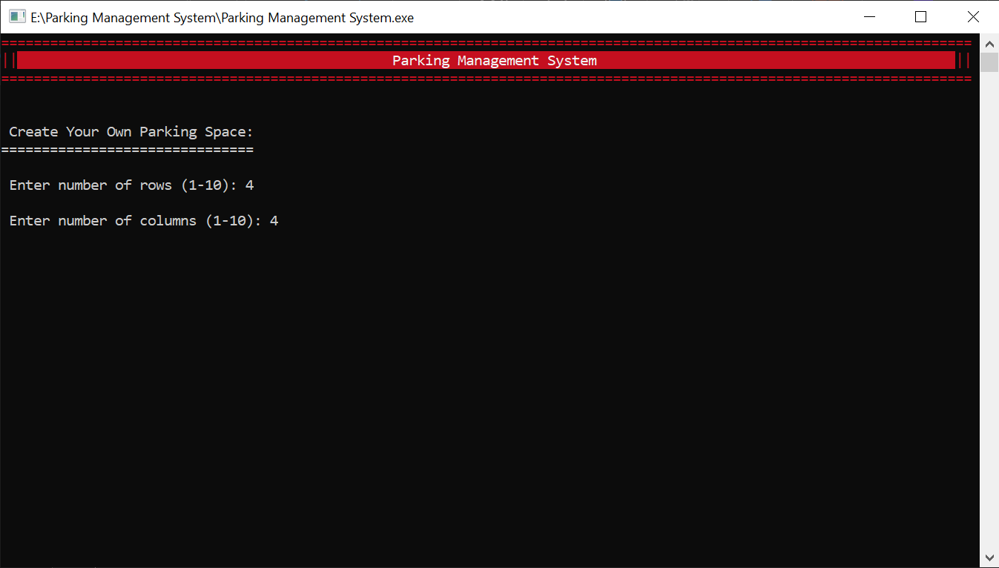 E:\Parking Management System\Parking Management System.exe
=======================================================================================================================
|| Parking Management System ||
=======================================================================================================================
Create Your Own Parking Space:
===============================
Enter number of rows (1-10): 4
Enter number of columns (1-10): 4